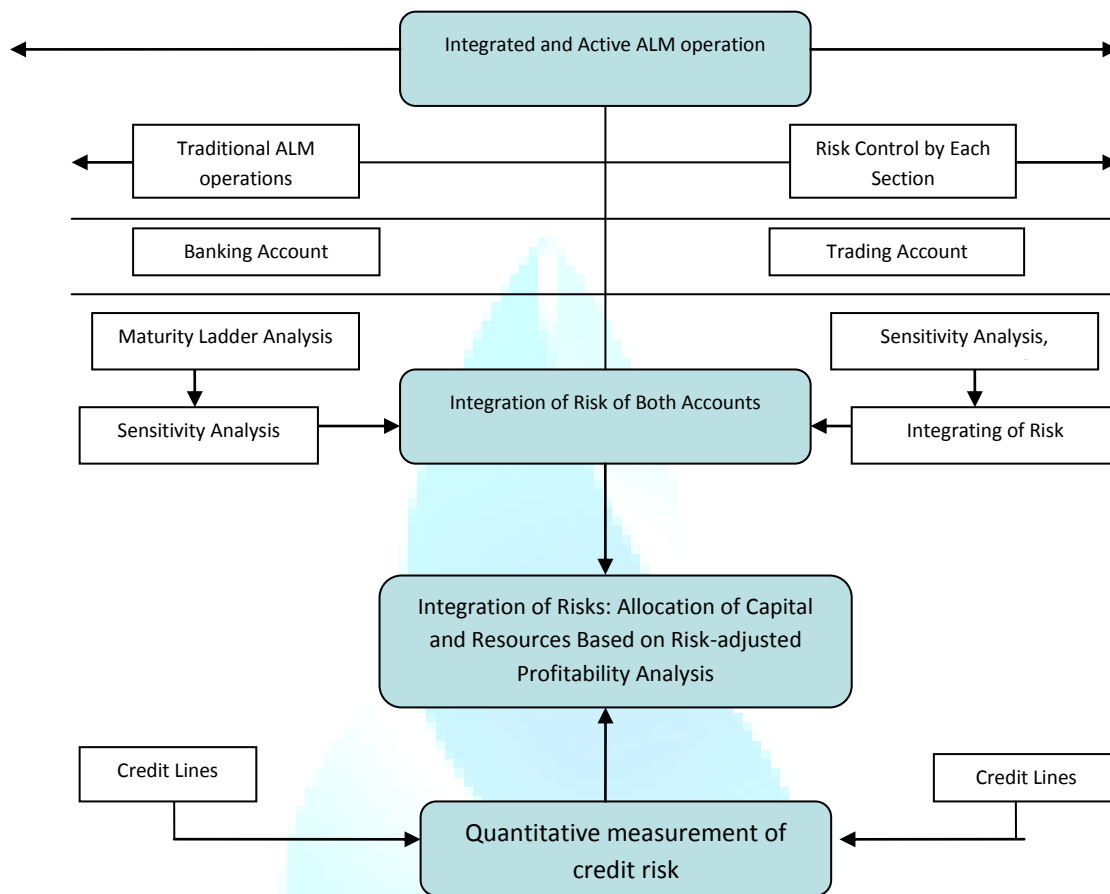 Integrated and Active ALM operation
Traditional ALM
operations
Risk Control by Each
Section
Banking Account
Trading Account
Maturity Ladder Analysis
Sensitivity Analysis,
Sensitivity Analysis
Integration of Risk of Both Accounts
Integrating of Risk
Integration of Risks: Allocation of Capital
and Resources Based on Risk-adjusted
Profitability Analysis
Credit Lines
Credit Lines
Quantitative measurement of
credit risk